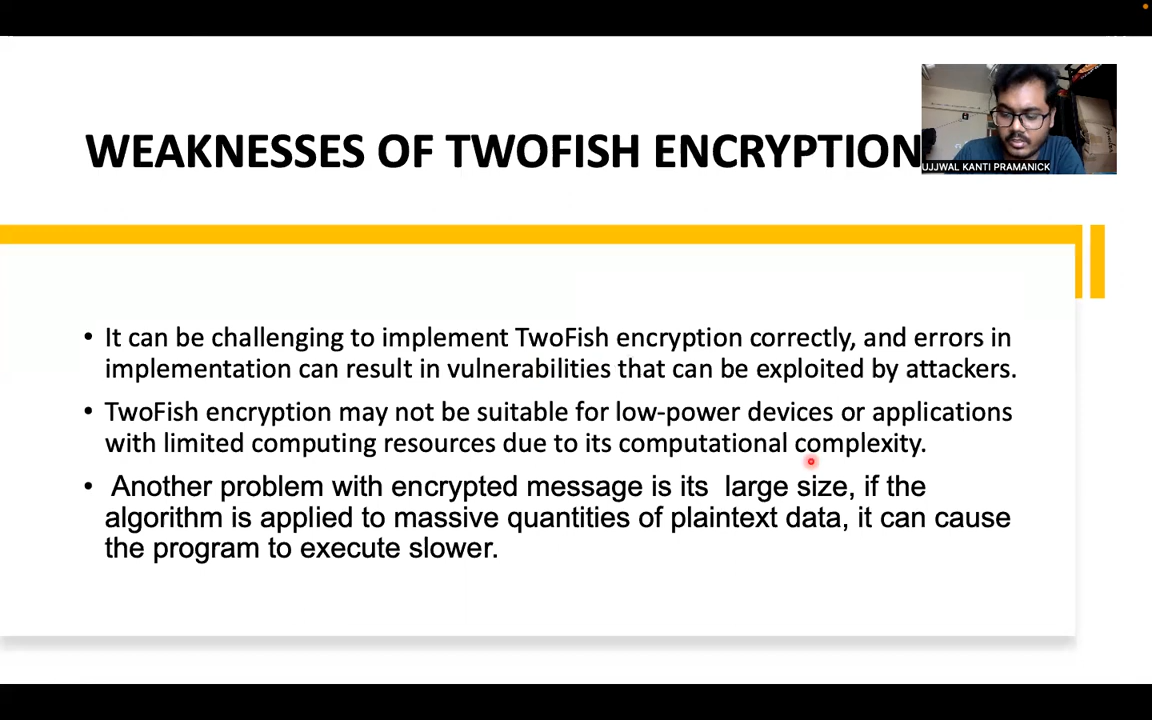 WEAKNESSES OF TWOFISH ENCRYPTION
UJJWAL KANTI PRAMANICK
• It can be challenging to implement TwoFish encryption correctly, and errors in
implementation can result in vulnerabilities that can be exploited by attackers.
• TwoFish encryption may not be suitable for low-power devices or applications
with limited computing resources due to its computational complexity.
• Another problem with encrypted message is its large size, if the
algorithm is applied to massive quantities of plaintext data, it can cause
the program to execute slower.